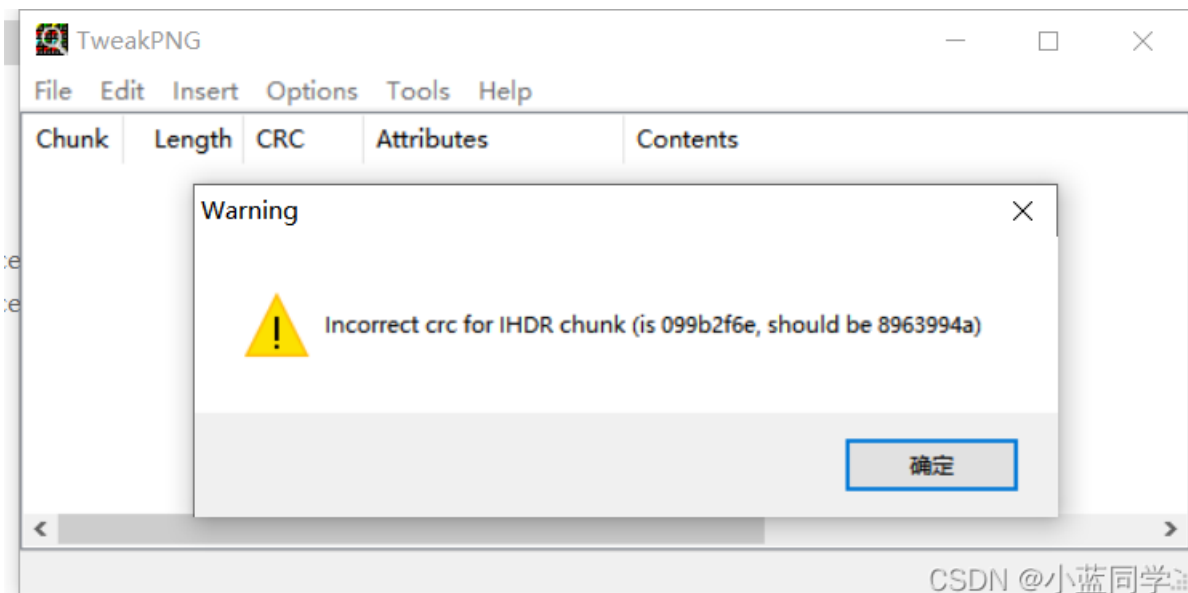 TweakPNG
File Edit Insert Options Tools Help
Chunk Length CRC Attributes Contents
Warning
Incorrect crc for IHDR chunk (is 099b2f6e, should be 8963994a)
确定
CSDN @小蓝同学